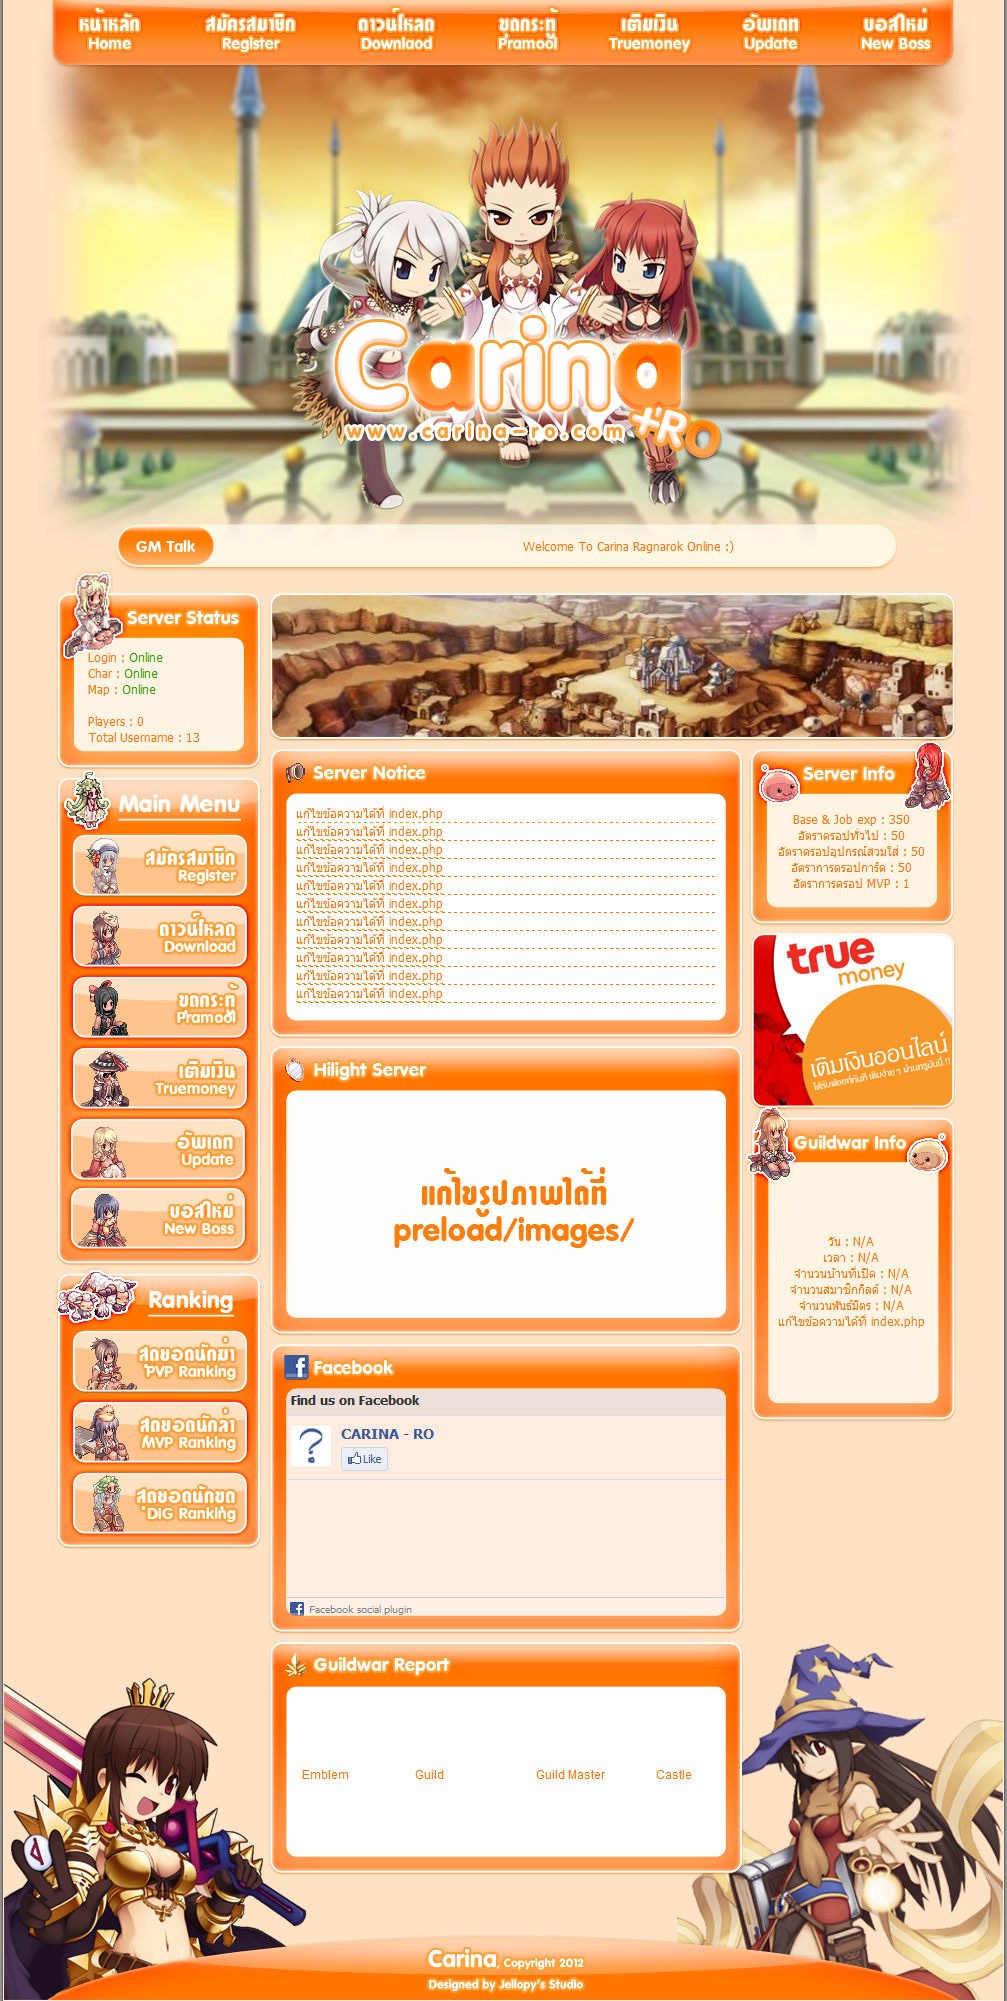 หน้าหลัก
Home
สมัครสมาชิก
Register
ดาวน์โหลด
Downlaod
ขุดกระทู้
Pramool
เติมเงิน
Truemoney
อัพเดท
Update
บอสใหม่
New Boss
Carina
+RO
www.carina-ro.com
GM Talk
Welcome To Carina Ragnarok Online :)
Server Status
Login : Online
Char : Online
Map : Online
Players : 0
Total Username : 13
Main Menu
สมัครสมาชิก
Register
ดาวน์โหลด
Download
ขุดกระทู้
Pramool
เติมเงิน
Truemoney
อัพเดท
Update
บอสใหม่
New Boss
Ranking
สุดยอดนักฆ่า
PVP Ranking
สุดยอดนักล่า
MVP Ranking
สุดยอดนักขุด
DIG Ranking
Server Notice
แก้ไขข้อความได้ที่ index.php
แก้ไขข้อความได้ที่ index.php
แก้ไขข้อความได้ที่ index.php
แก้ไขข้อความได้ที่ index.php
แก้ไขข้อความได้ที่ index.php
แก้ไขข้อความได้ที่ index.php
แก้ไขข้อความได้ที่ index.php
แก้ไขข้อความได้ที่ index.php
แก้ไขข้อความได้ที่ index.php
แก้ไขข้อความได้ที่ index.php
แก้ไขข้อความได้ที่ index.php
Hilight Server
แก้ไขรูปภาพได้ที่
preload/images/
Facebook
Find us on Facebook
CARINA - RO
Like
Facebook social plugin
Guildwar Report
Emblem Guild Guild Master Castle
Server Info
Base & Job exp : 350
อัตราดรอปทั่วไป : 50
อัตราดรอปอุปกรณ์สวมใส่ : 50
อัตราการดรอปการ์ด : 50
อัตราการดรอป MVP : 1
true
money
เติมเงินออนไลน์
ได้รับพ้อยท์ทันที เติมง่าย ๆ ผ่านทรูมันนี่ !!
Guildwar Info
วัน : N/A
เวลา : N/A
จำนวนบ้านที่เปิด : N/A
จำนวนสมาชิกกิลด์ : N/A
จำนวนพันธ์มิตร : N/A
แก้ไขข้อความได้ที่ index.php
Carina, Copyright 2012
Designed by Jellopy's Studio